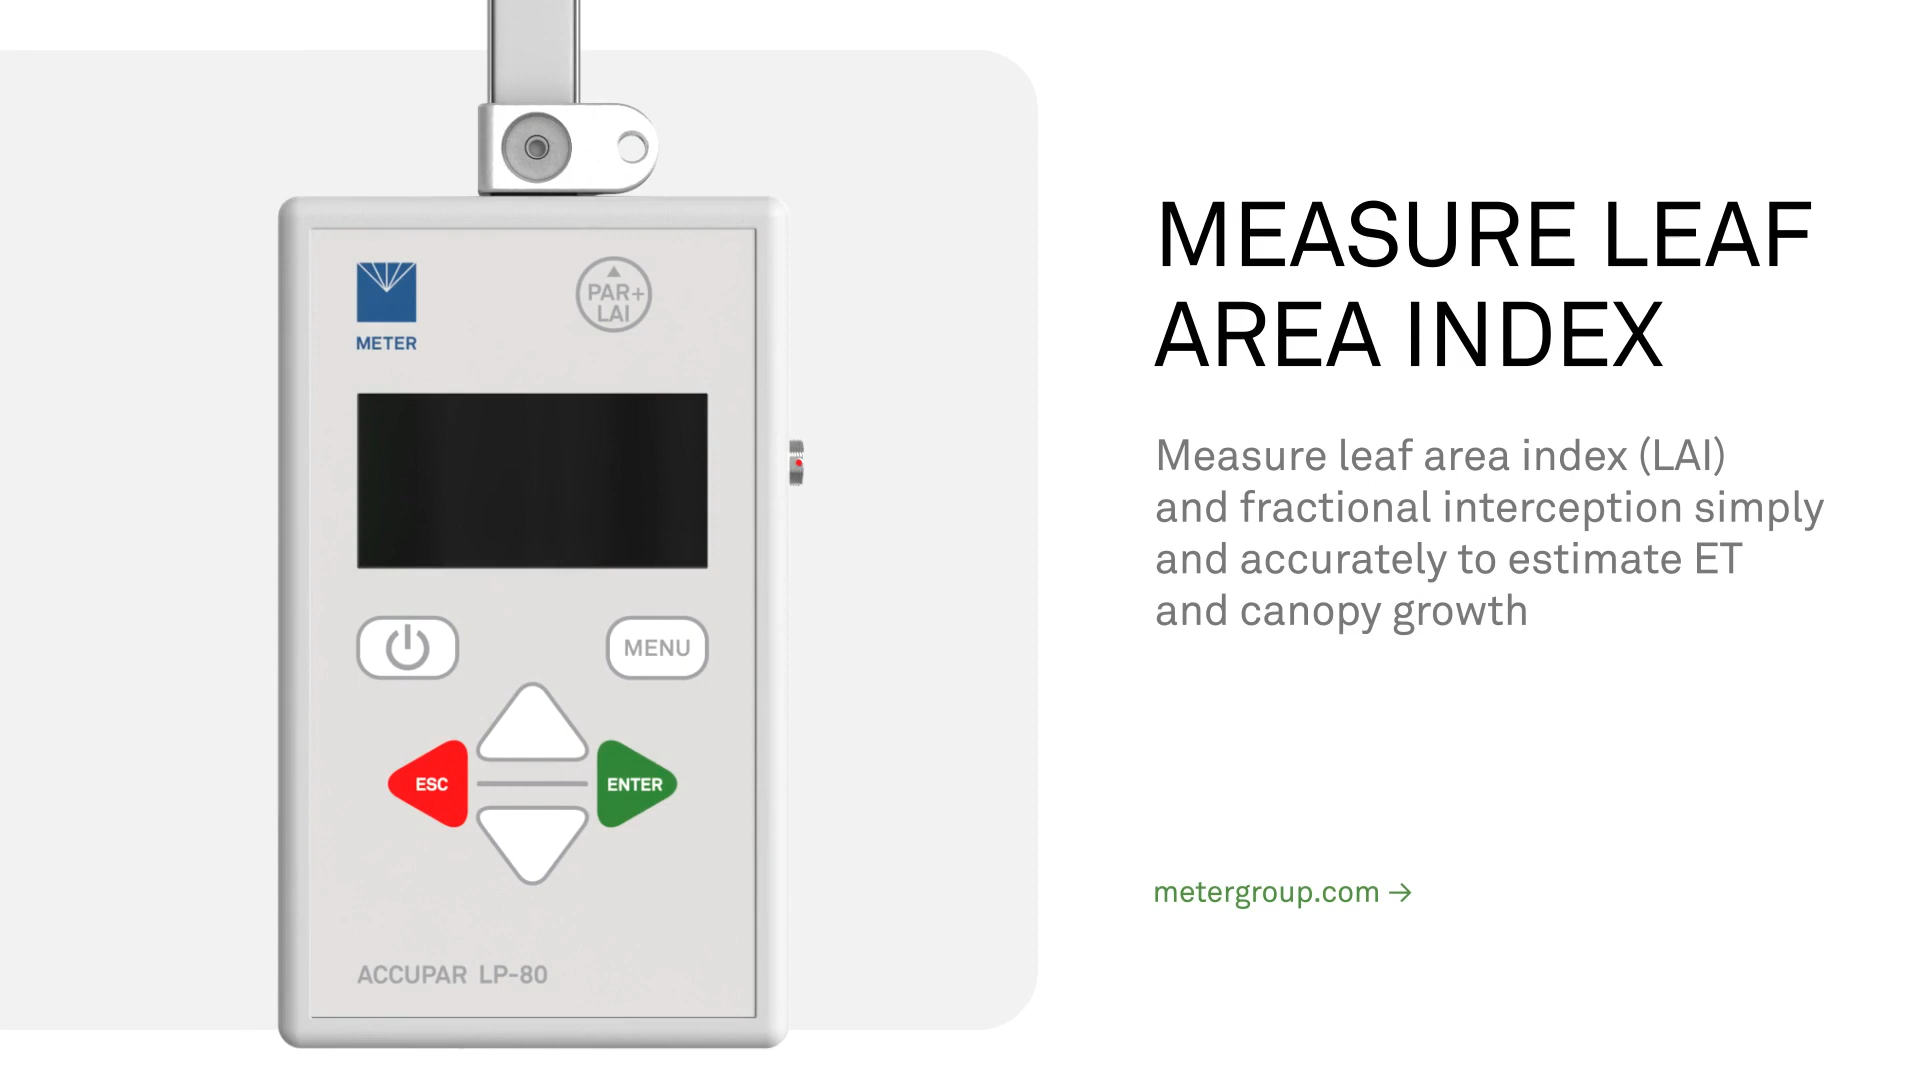 METER
PAR+
LAI
MENU
ESC
ENTER
ACCUPAR LP-80
MEASURE LEAF
AREA INDEX
Measure leaf area index (LAI)
and fractional interception simply
and accurately to estimate ET
and canopy growth
metergroup.com →